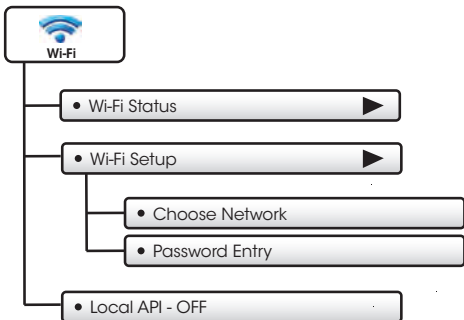 Wi-Fi
• Wi-Fi Status
• Wi-Fi Setup
• Choose Network
• Password Entry
• Local API - OFF